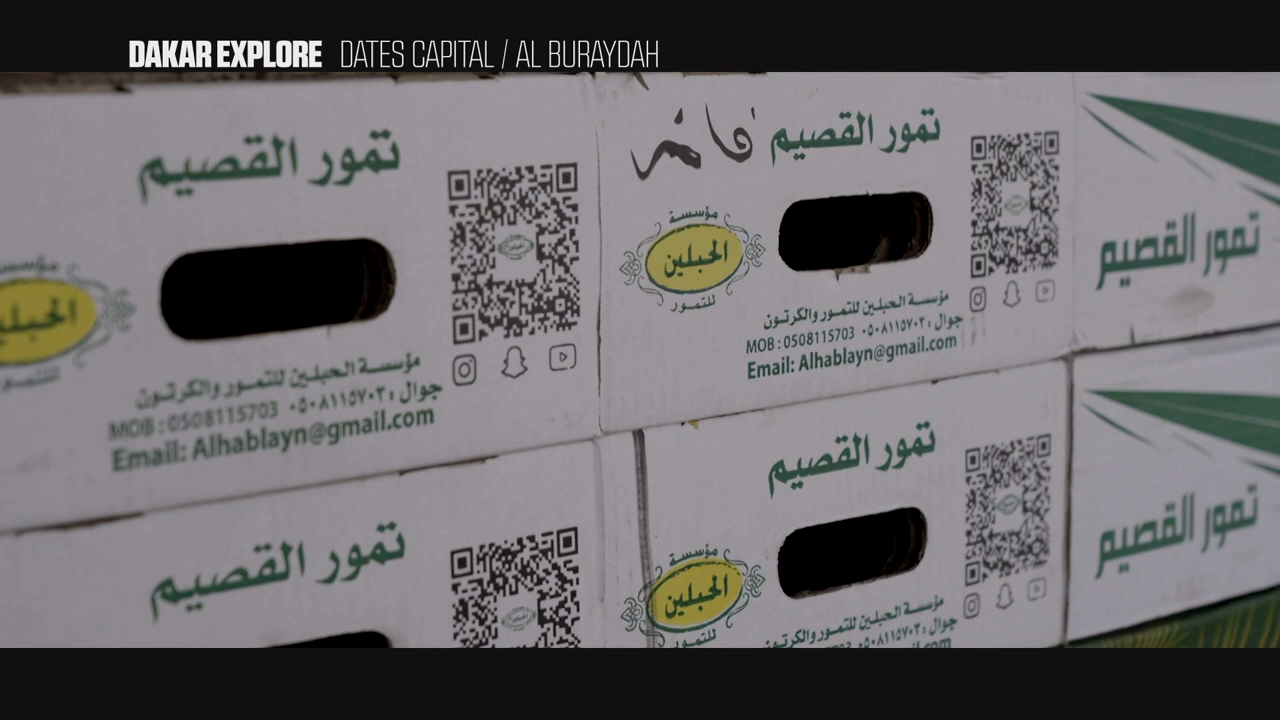 DAKAR EXPLORE DATES CAPITAL / AL BURAYDAH
تمور القصيم
مؤسسة
الحبلين
للتمور
مؤسسة الحبلين للتمور والكرتون
جوال : ٠٥٠٨١١٥٧٠٣ MOB : 0508115703
Email: Alhablayn@gmail.com
تمور القصيم
مؤسسة
الحبلين
للتمور
مؤسسة الحبلين للتمور والكرتون
جوال : ٠٥٠٨١١٥٧٠٣ MOB : 0508115703
Email: Alhablayn@gmail.com
تمور القصيم
تمور القصيم
تمور القصيم
مؤسسة
الحبلين
للتمور
مؤسسة الحبلين للتمور والكرتون
جوال : ٠٥٠٨١١٥٧٠٣
تمور القصيم